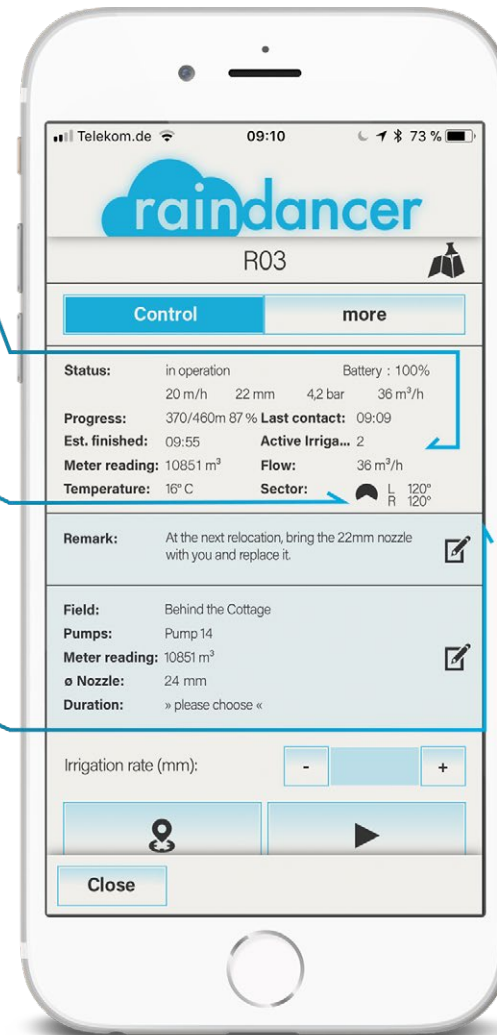 Telekom.de 09:10 73 %
raindancer
R03
Control more
Status: in operation Battery : 100%
20 m/h 22 mm 4,2 bar 36 m³/h
Progress: 370/460m 87 % Last contact: 09:09
Est. finished: 09:55 Active Irriga... 2
Meter reading: 10851 m³ Flow: 36 m³/h
Temperature: 16° C Sector: L 120°
R 120°
Remark: At the next relocation, bring the 22mm nozzle
with you and replace it.
Field: Behind the Cottage
Pumps: Pump 14
Meter reading: 10851 m³
ø Nozzle: 24 mm
Duration: » please choose «
Irrigation rate (mm): - +
Close